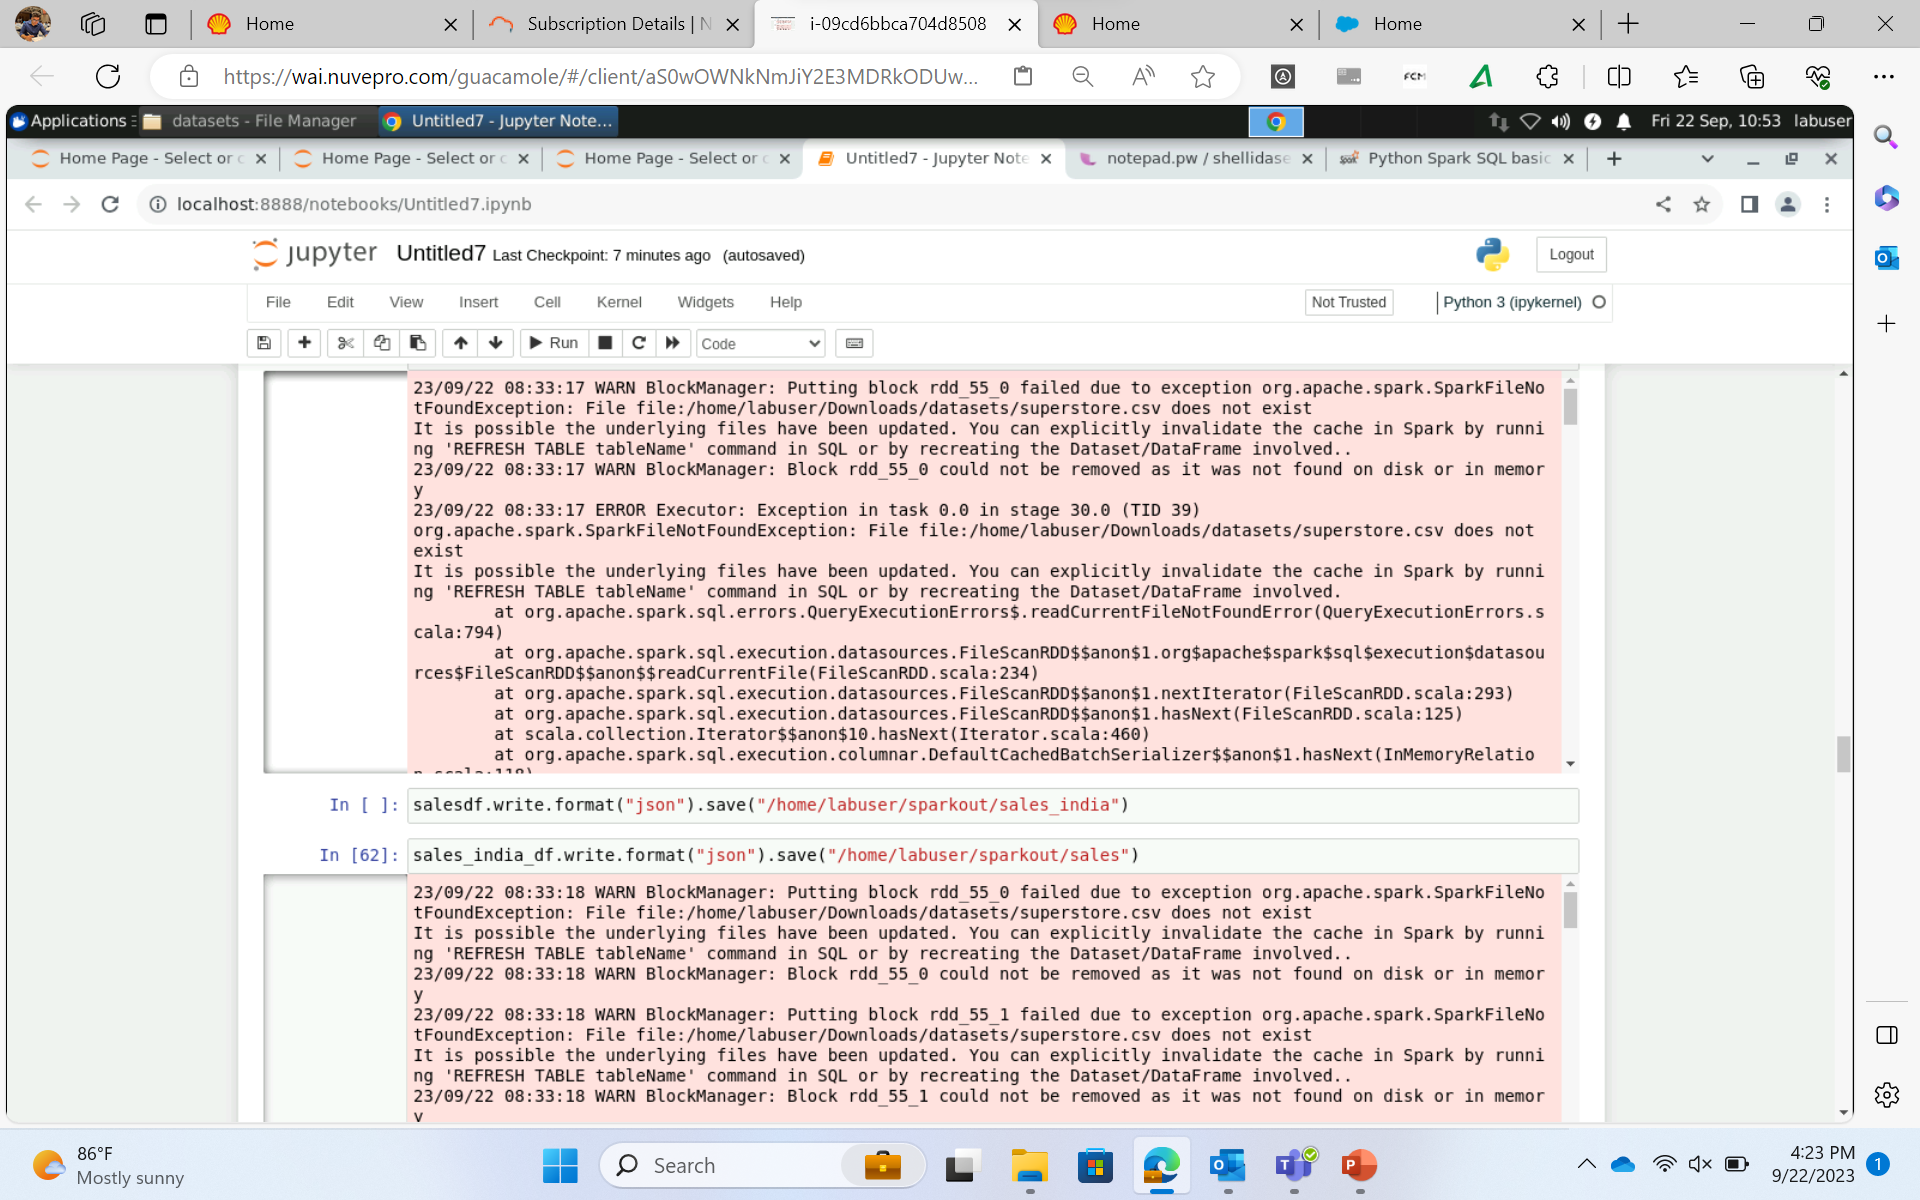 Home
Subscription Details | N
i-09cd6bbca704d8508
Home
Home
https://wai.nuvepro.com/guacamole/#/client/aS0wOWNkNmJiY2E3MDRkODUw...
FCM
Applications
datasets - File Manager
Untitled7 - Jupyter Note...
Fri 22 Sep, 10:53
labuser
Home Page - Select or c
Home Page - Select or c
Home Page - Select or c
Untitled7 - Jupyter Note
notepad.pw / shellidase
Python Spark SQL basic
localhost:8888/notebooks/Untitled7.ipynb
jupyter
Untitled7 Last Checkpoint: 7 minutes ago (autosaved)
Logout
File
Edit
View
Insert
Cell
Kernel
Widgets
Help
Not Trusted
Python 3 (ipykernel)
Run
Code
23/09/22 08:33:17 WARN BlockManager: Putting block rdd_55_0 failed due to exception org.apache.spark.SparkFileNo
tFoundException: File file:/home/labuser/Downloads/datasets/superstore.csv does not exist
It is possible the underlying files have been updated. You can explicitly invalidate the cache in Spark by runni
ng 'REFRESH TABLE tableName' command in SQL or by recreating the Dataset/DataFrame involved..
23/09/22 08:33:17 WARN BlockManager: Block rdd_55_0 could not be removed as it was not found on disk or in memor
y
23/09/22 08:33:17 ERROR Executor: Exception in task 0.0 in stage 30.0 (TID 39)
org.apache.spark.SparkFileNotFoundException: File file:/home/labuser/Downloads/datasets/superstore.csv does not
exist
It is possible the underlying files have been updated. You can explicitly invalidate the cache in Spark by runni
ng 'REFRESH TABLE tableName' command in SQL or by recreating the Dataset/DataFrame involved.
at org.apache.spark.sql.errors.QueryExecutionErrors$.readCurrentFileNotFoundError(QueryExecutionErrors.s
cala:794)
at org.apache.spark.sql.execution.datasources.FileScanRDD$$anon$1.org$apache$spark$sql$execution$datasou
rces$FileScanRDD$$anon$$readCurrentFile(FileScanRDD.scala:234)
at org.apache.spark.sql.execution.datasources.FileScanRDD$$anon$1.nextIterator(FileScanRDD.scala:293)
at org.apache.spark.sql.execution.datasources.FileScanRDD$$anon$1.hasNext(FileScanRDD.scala:125)
at scala.collection.Iterator$$anon$10.hasNext(Iterator.scala:460)
at org.apache.spark.sql.execution.columnar.DefaultCachedBatchSerializer$$anon$1.hasNext(InMemoryRelatio
n.scala:118)
In [ ]: salesdf.write.format("json").save("/home/labuser/sparkout/sales_india")
In [62]: sales_india_df.write.format("json").save("/home/labuser/sparkout/sales")
23/09/22 08:33:18 WARN BlockManager: Putting block rdd_55_0 failed due to exception org.apache.spark.SparkFileNo
tFoundException: File file:/home/labuser/Downloads/datasets/superstore.csv does not exist
It is possible the underlying files have been updated. You can explicitly invalidate the cache in Spark by runni
ng 'REFRESH TABLE tableName' command in SQL or by recreating the Dataset/DataFrame involved..
23/09/22 08:33:18 WARN BlockManager: Block rdd_55_0 could not be removed as it was not found on disk or in memor
y
23/09/22 08:33:18 WARN BlockManager: Putting block rdd_55_1 failed due to exception org.apache.spark.SparkFileNo
tFoundException: File file:/home/labuser/Downloads/datasets/superstore.csv does not exist
It is possible the underlying files have been updated. You can explicitly invalidate the cache in Spark by runni
ng 'REFRESH TABLE tableName' command in SQL or by recreating the Dataset/DataFrame involved..
23/09/22 08:33:18 WARN BlockManager: Block rdd_55_1 could not be removed as it was not found on disk or in memor
y
86°F
Mostly sunny
Search
4:23 PM
9/22/2023
1